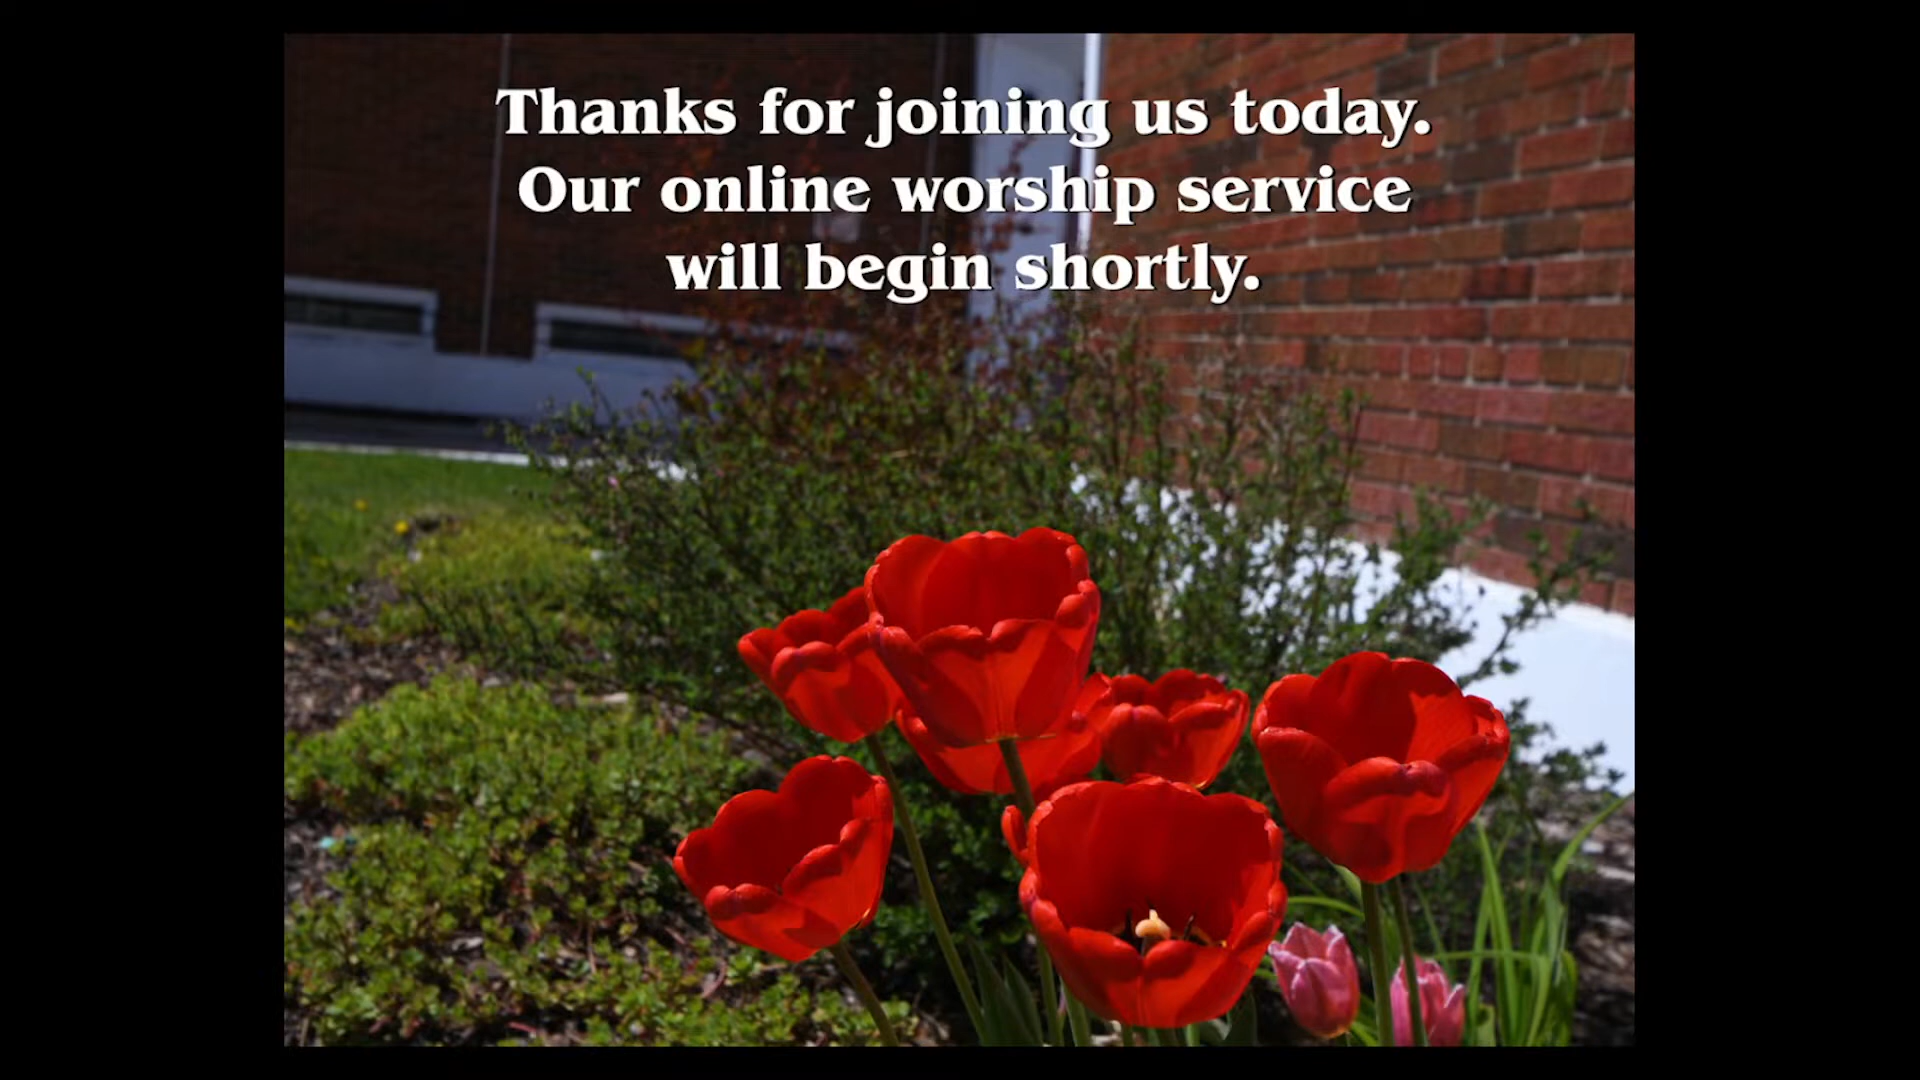 Thanks for joining us today.
Our online worship service
will begin shortly.